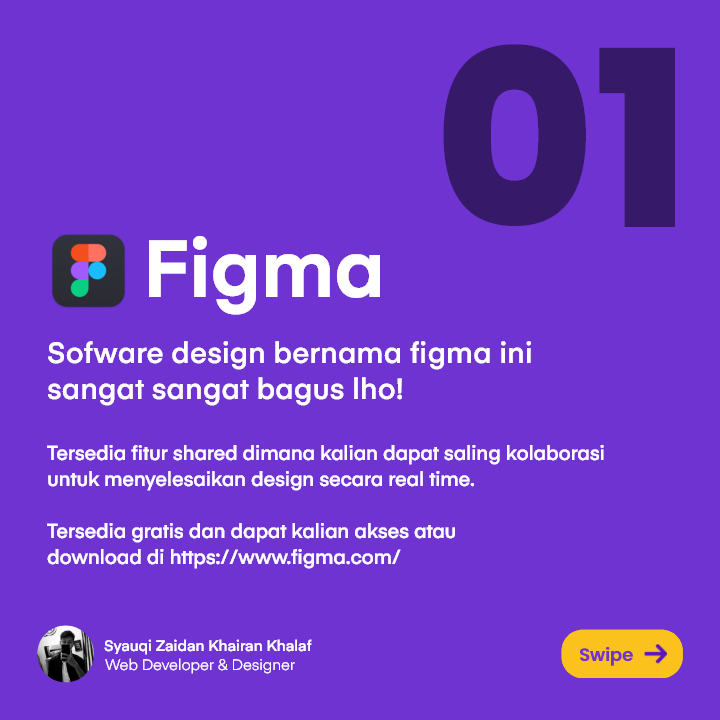 01
Figma
Sofware design bernama figma ini
sangat sangat bagus lho!
Tersedia fitur shared dimana kalian dapat saling kolaborasi
untuk menyelesaikan design secara real time.
Tersedia gratis dan dapat kalian akses atau
download di https://www.figma.com/
Syauqi Zaidan Khairan Khalaf
Web Developer & Designer
Swipe